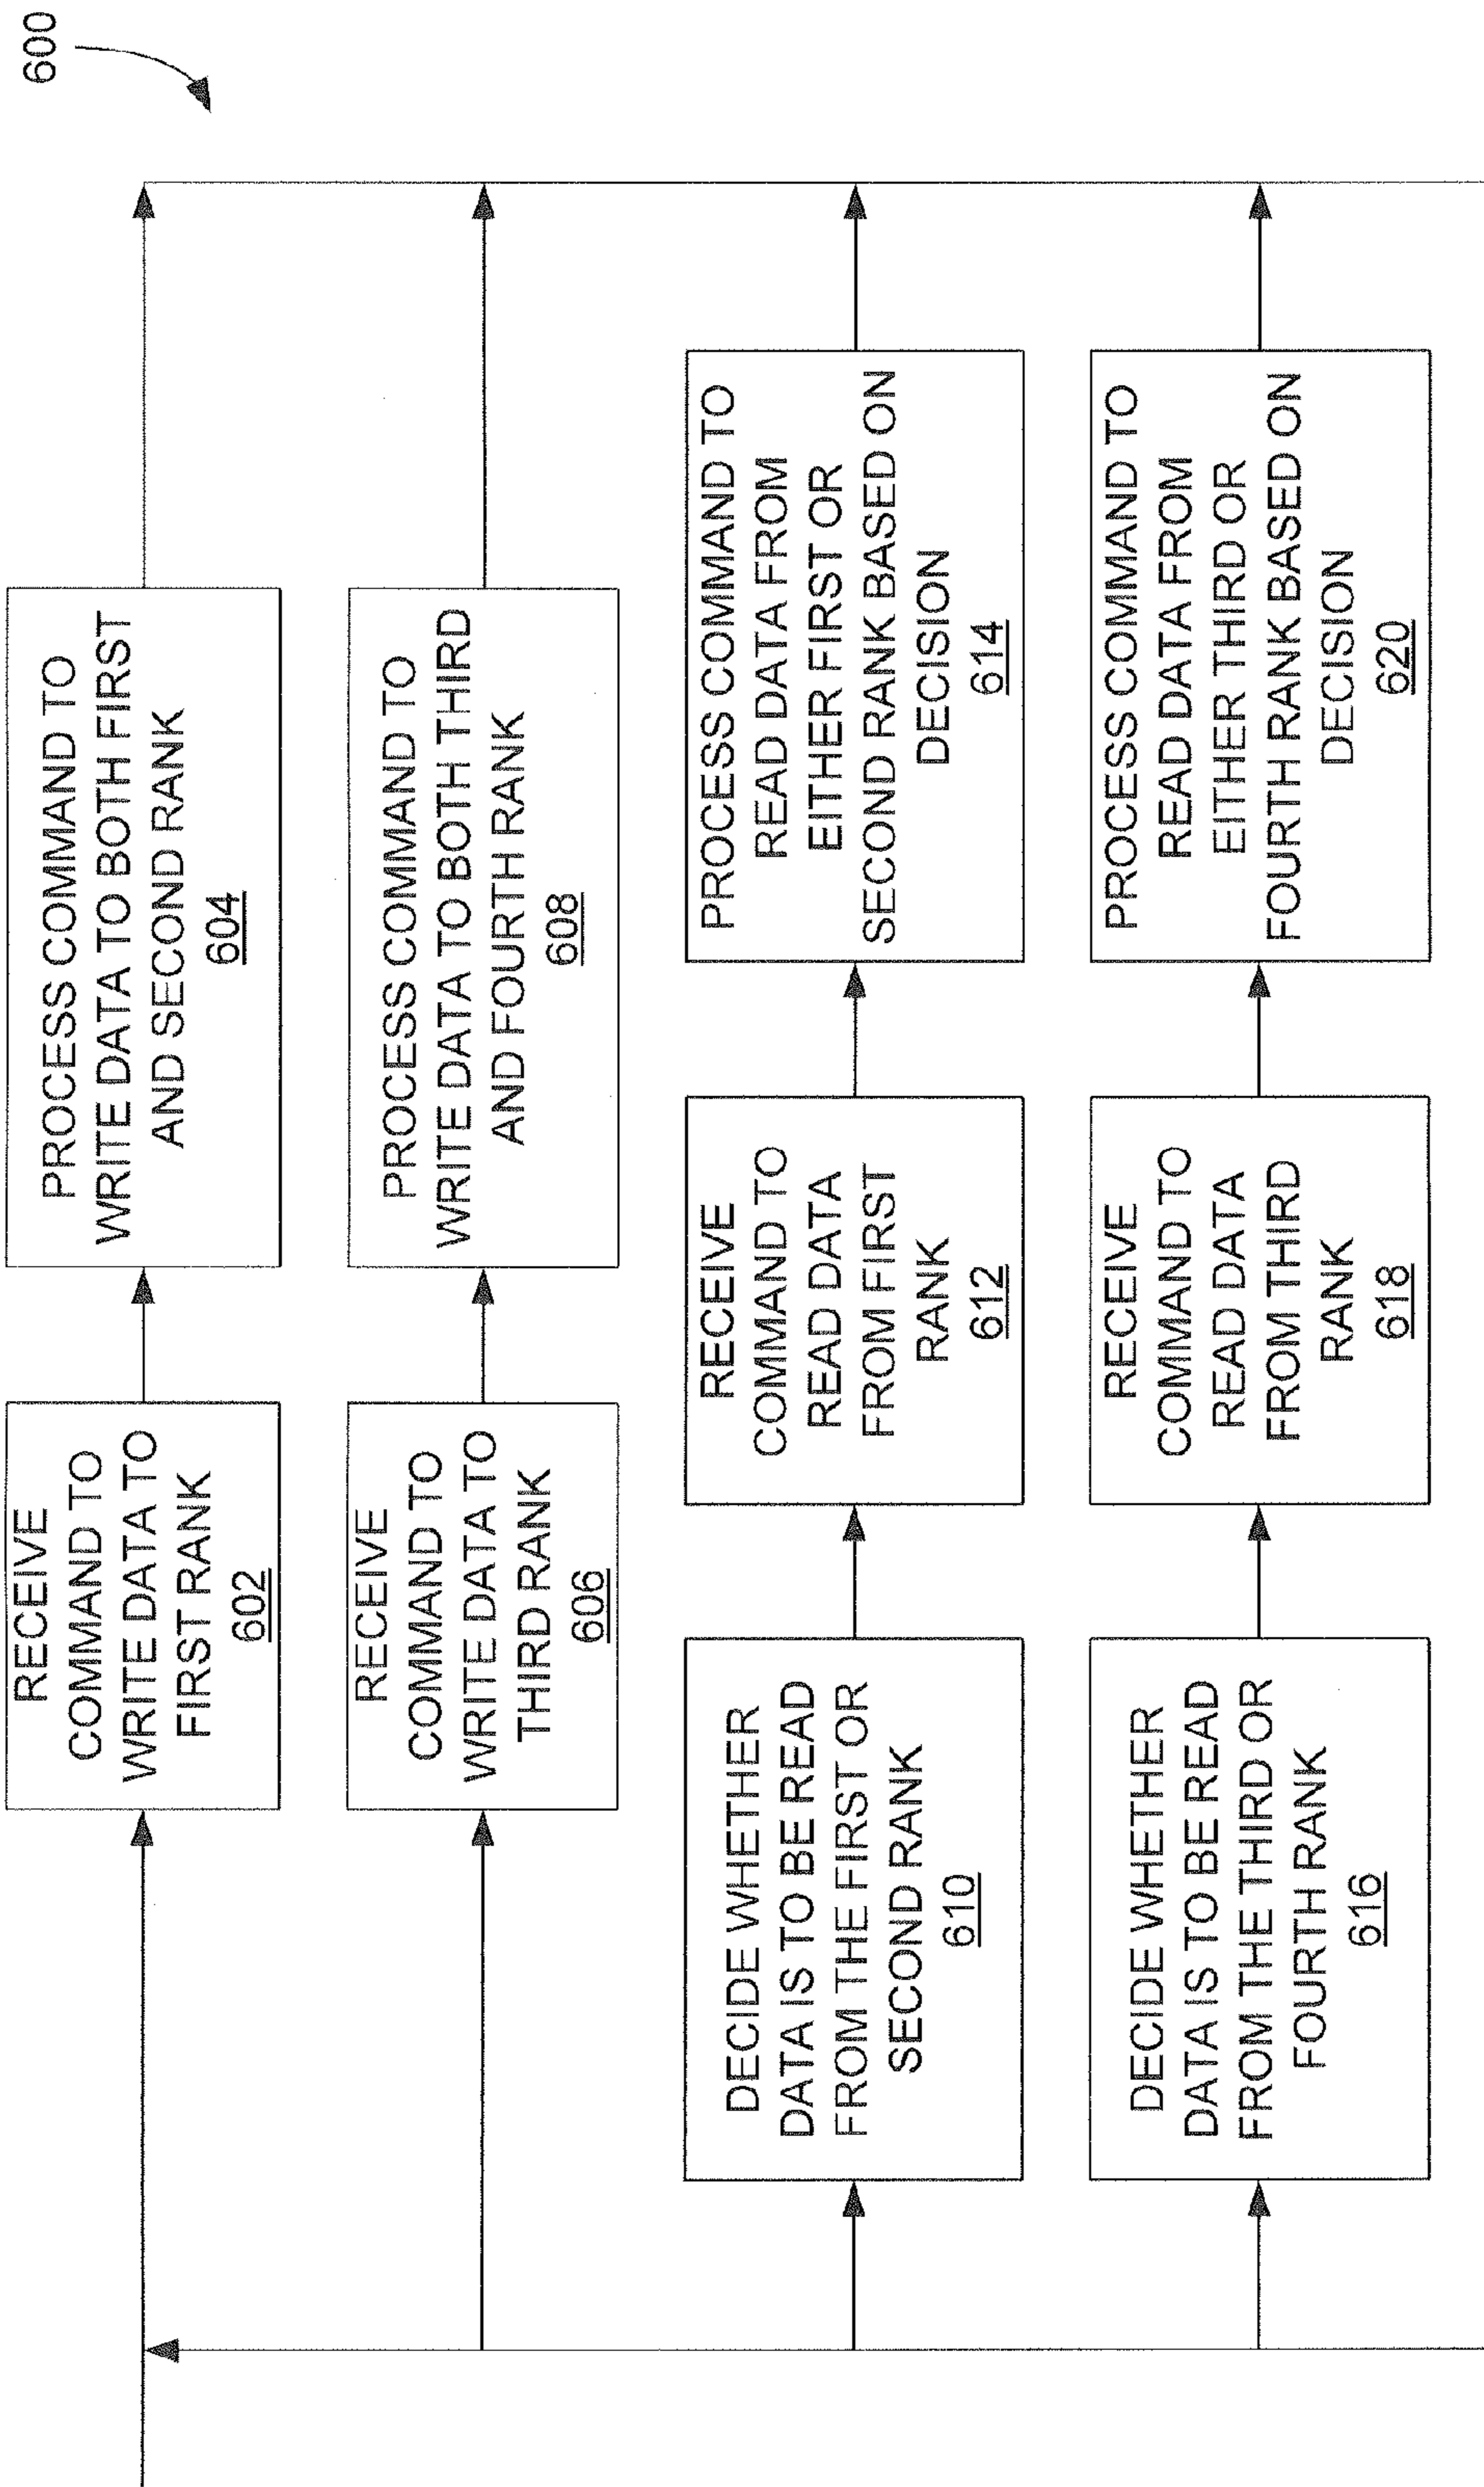 600
RECEIVE
COMMAND TO
WRITE DATA TO
FIRST RANK
602
PROCESS COMMAND TO
WRITE DATA TO BOTH FIRST
AND SECOND RANK
604
RECEIVE
COMMAND TO
WRITE DATA TO
THIRD RANK
606
PROCESS COMMAND TO
WRITE DATA TO BOTH THIRD
AND FOURTH RANK
608
DECIDE WHETHER
DATA IS TO BE READ
FROM THE FIRST OR
SECOND RANK
610
RECEIVE
COMMAND TO
READ DATA
FROM FIRST
RANK
612
PROCESS COMMAND TO
READ DATA FROM
EITHER FIRST OR
SECOND RANK BASED ON
DECISION
614
DECIDE WHETHER
DATA IS TO BE READ
FROM THE THIRD OR
FOURTH RANK
616
RECEIVE
COMMAND TO
READ DATA
FROM THIRD
RANK
618
PROCESS COMMAND TO
READ DATA FROM
EITHER THIRD OR
FOURTH RANK BASED ON
DECISION
620